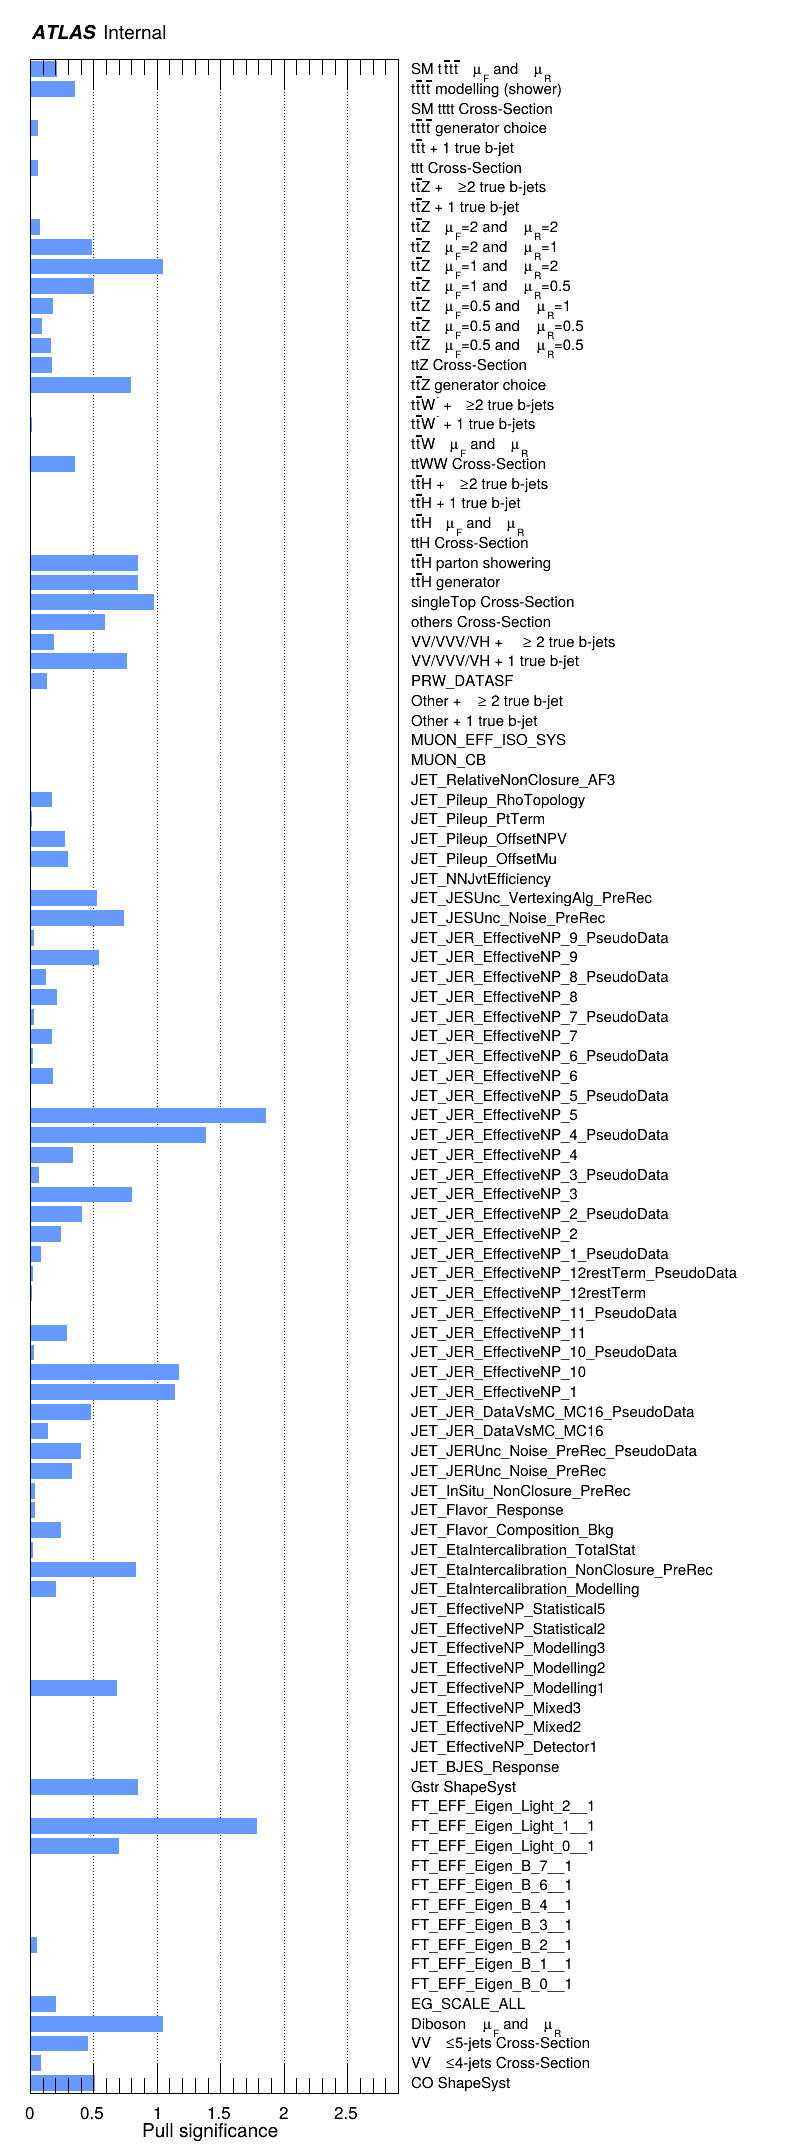 ATLAS Internal
SM tt̄t̄t̄ μF and μR
tt̄t̄t̄ modelling (shower)
SM tttt Cross-Section
tt̄t̄t̄ generator choice
tt̄t + 1 true b-jet
ttt Cross-Section
tt̄Z + ≥2 true b-jets
tt̄Z + 1 true b-jet
tt̄Z μF=2 and μR=2
tt̄Z μF=2 and μR=1
tt̄Z μF=1 and μR=2
tt̄Z μF=1 and μR=0.5
tt̄Z μF=0.5 and μR=1
tt̄Z μF=0.5 and μR=0.5
tt̄Z μF=0.5 and μR=0.5
ttZ Cross-Section
tt̄Z generator choice
tt̄W + ≥2 true b-jets
tt̄W + 1 true b-jets
tt̄W μF and μR
ttWW Cross-Section
tt̄H + ≥2 true b-jets
tt̄H + 1 true b-jet
tt̄H μF and μR
ttH Cross-Section
tt̄H parton showering
tt̄H generator
singleTop Cross-Section
others Cross-Section
VV/VVV/VH + ≥ 2 true b-jets
VV/VVV/VH + 1 true b-jet
PRW_DATASF
Other + ≥ 2 true b-jet
Other + 1 true b-jet
MUON_EFF_ISO_SYS
MUON_CB
JET_RelativeNonClosure_AF3
JET_Pileup_RhoTopology
JET_Pileup_PtTerm
JET_Pileup_OffsetNPV
JET_Pileup_OffsetMu
JET_NNJvtEfficiency
JET_JESUnc_VertexingAlg_PreRec
JET_JESUnc_Noise_PreRec
JET_JER_EffectiveNP_9_PseudoData
JET_JER_EffectiveNP_9
JET_JER_EffectiveNP_8_PseudoData
JET_JER_EffectiveNP_8
JET_JER_EffectiveNP_7_PseudoData
JET_JER_EffectiveNP_7
JET_JER_EffectiveNP_6_PseudoData
JET_JER_EffectiveNP_6
JET_JER_EffectiveNP_5_PseudoData
JET_JER_EffectiveNP_5
JET_JER_EffectiveNP_4_PseudoData
JET_JER_EffectiveNP_4
JET_JER_EffectiveNP_3_PseudoData
JET_JER_EffectiveNP_3
JET_JER_EffectiveNP_2_PseudoData
JET_JER_EffectiveNP_2
JET_JER_EffectiveNP_1_PseudoData
JET_JER_EffectiveNP_12restTerm_PseudoData
JET_JER_EffectiveNP_12restTerm
JET_JER_EffectiveNP_11_PseudoData
JET_JER_EffectiveNP_11
JET_JER_EffectiveNP_10_PseudoData
JET_JER_EffectiveNP_10
JET_JER_EffectiveNP_1
JET_JER_DataVsMC_MC16_PseudoData
JET_JER_DataVsMC_MC16
JET_JERUnc_Noise_PreRec_PseudoData
JET_JERUnc_Noise_PreRec
JET_InSitu_NonClosure_PreRec
JET_Flavor_Response
JET_Flavor_Composition_Bkg
JET_EtaIntercalibration_TotalStat
JET_EtaIntercalibration_NonClosure_PreRec
JET_EtaIntercalibration_Modelling
JET_EffectiveNP_Statistical5
JET_EffectiveNP_Statistical2
JET_EffectiveNP_Modelling3
JET_EffectiveNP_Modelling2
JET_EffectiveNP_Modelling1
JET_EffectiveNP_Mixed3
JET_EffectiveNP_Mixed2
JET_EffectiveNP_Detector1
JET_BJES_Response
Gstr ShapeSyst
FT_EFF_Eigen_Light_2__1
FT_EFF_Eigen_Light_1__1
FT_EFF_Eigen_Light_0__1
FT_EFF_Eigen_B_7__1
FT_EFF_Eigen_B_6__1
FT_EFF_Eigen_B_4__1
FT_EFF_Eigen_B_3__1
FT_EFF_Eigen_B_2__1
FT_EFF_Eigen_B_1__1
FT_EFF_Eigen_B_0__1
EG_SCALE_ALL
Diboson μF and μR
VV ≤5-jets Cross-Section
VV ≤4-jets Cross-Section
CO ShapeSyst
0 0.5 1 1.5 2 2.5
Pull significance